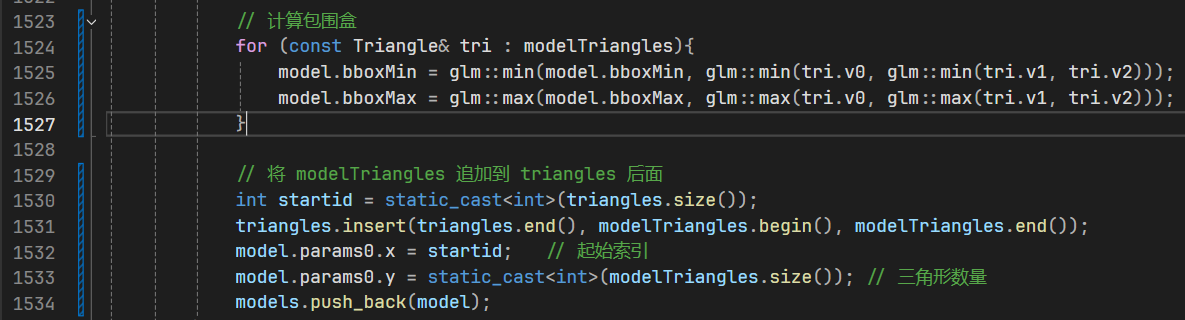 1523 // 计算包围盒
1524 for (const Triangle& tri : modelTriangles){
1525 model.bboxMin = glm::min(model.bboxMin, glm::min(tri.v0, glm::min(tri.v1, tri.v2)));
1526 model.bboxMax = glm::max(model.bboxMax, glm::max(tri.v0, glm::max(tri.v1, tri.v2)));
1527 }
1528
1529 // 将 modelTriangles 追加到 triangles 后面
1530 int startid = static_cast<int>(triangles.size());
1531 triangles.insert(triangles.end(), modelTriangles.begin(), modelTriangles.end());
1532 model.params0.x = startid; // 起始索引
1533 model.params0.y = static_cast<int>(modelTriangles.size()); // 三角形数量
1534 models.push_back(model);